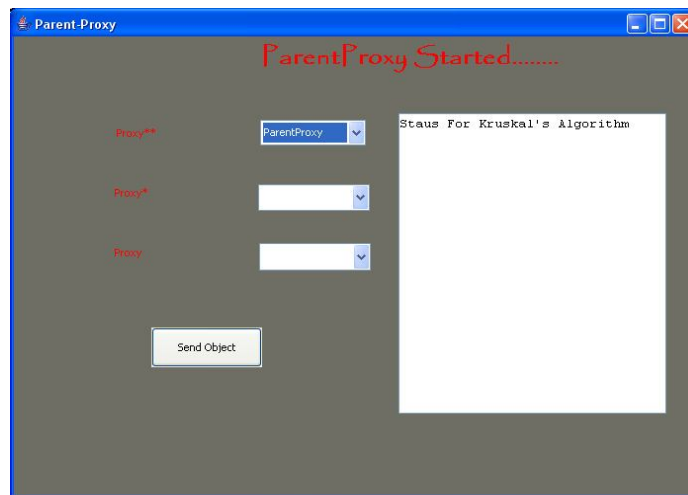 Parent-Proxy
ParentProxy Started........
Proxy**
ParentProxy
Staus For Kruskal's Algorithm
Proxy*
Proxy
Send Object